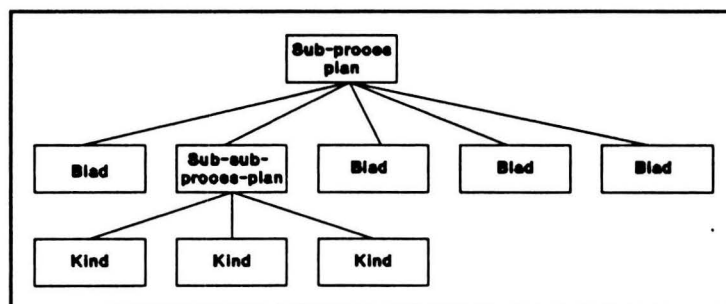 Sub-proces
plan
Blad
Sub-sub-
proces-plan
Blad
Blad
Blad
Kind
Kind
Kind